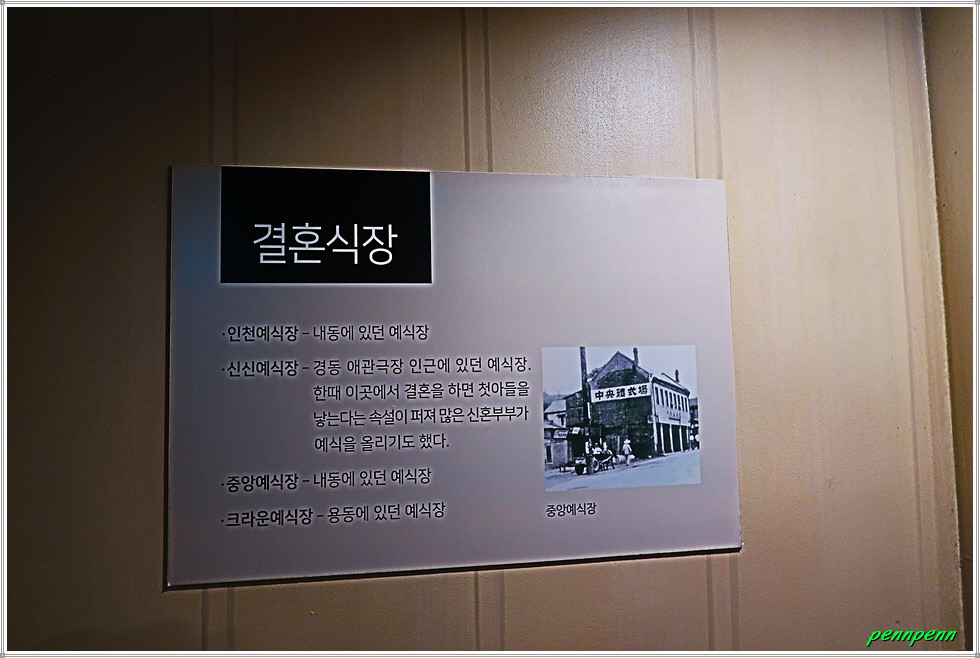 결혼식장
·인천예식장 – 내동에 있던 예식장
·신신예식장 – 경동 애관극장 인근에 있던 예식장.
한때 이곳에서 결혼을 하면 첫아들을
낳는다는 속설이 퍼져 많은 신혼부부가
예식을 올리기도 했다.
·중앙예식장 – 내동에 있던 예식장
·크라운예식장 – 용동에 있던 예식장
中央禮式場
중앙예식장
pennpenn